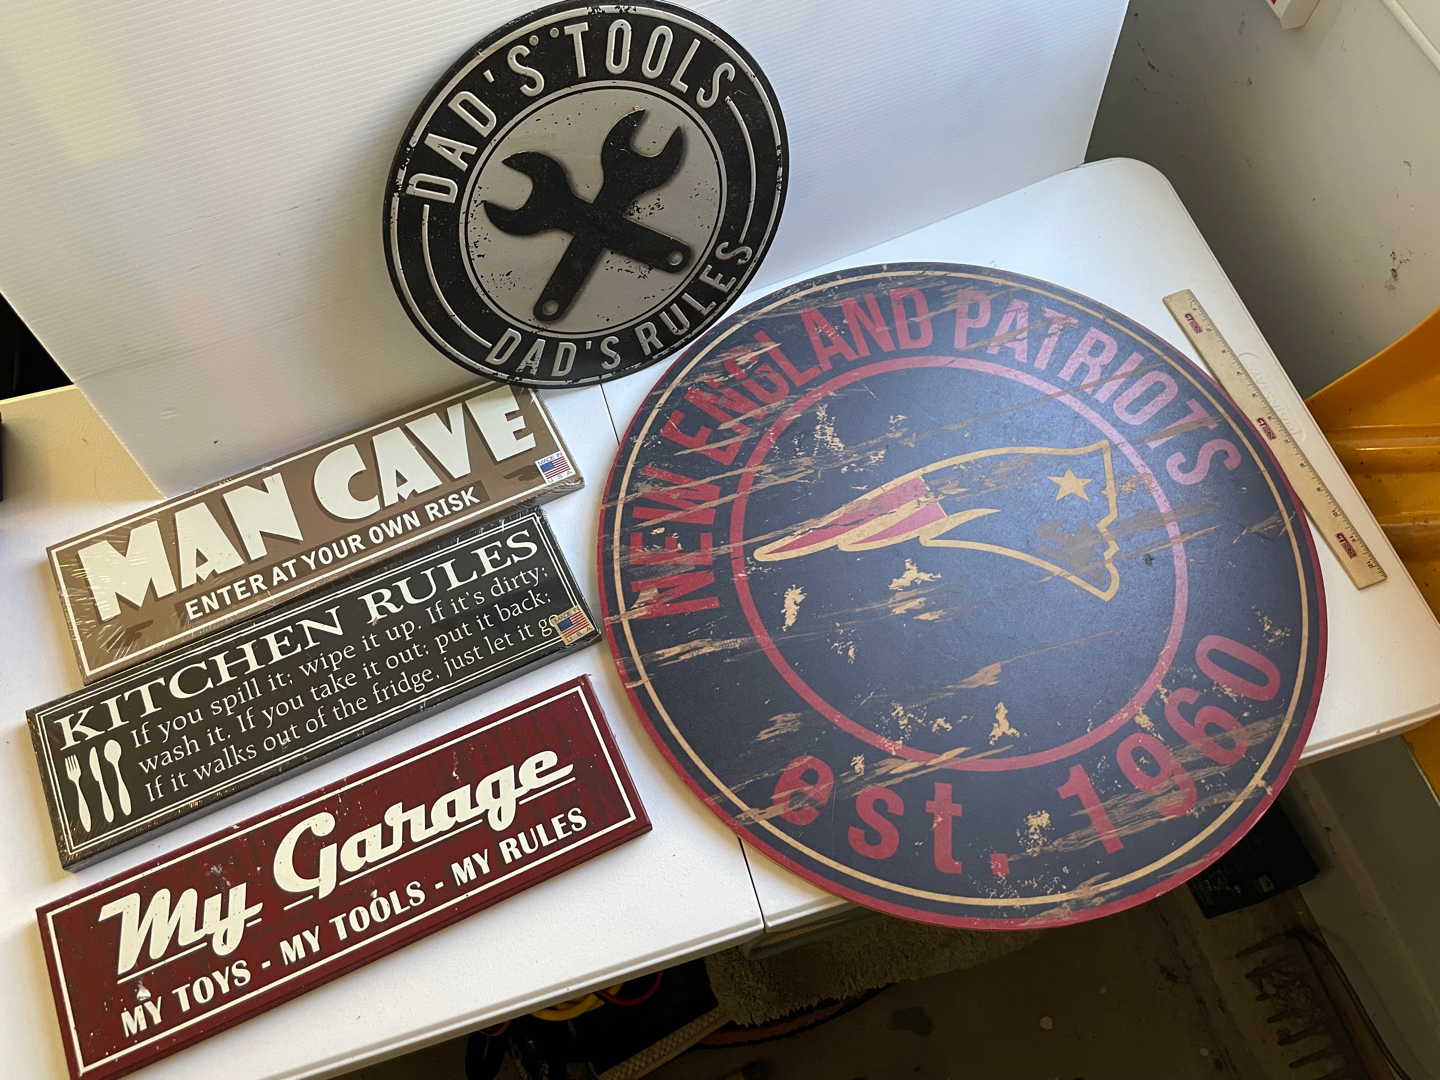 DAD'S TOOLS
DAD'S RULES
MAN CAVE
ENTER AT YOUR OWN RISK
MADE IN
KITCHEN RULES
If you spill it; wipe it up. If it's dirty;
wash it. If you take it out; put it back;
If it walks out of the fridge, just let it
My Garage
MY TOYS - MY TOOLS - MY RULES
NEW ENGLAND PATRIOTS
est. 1960